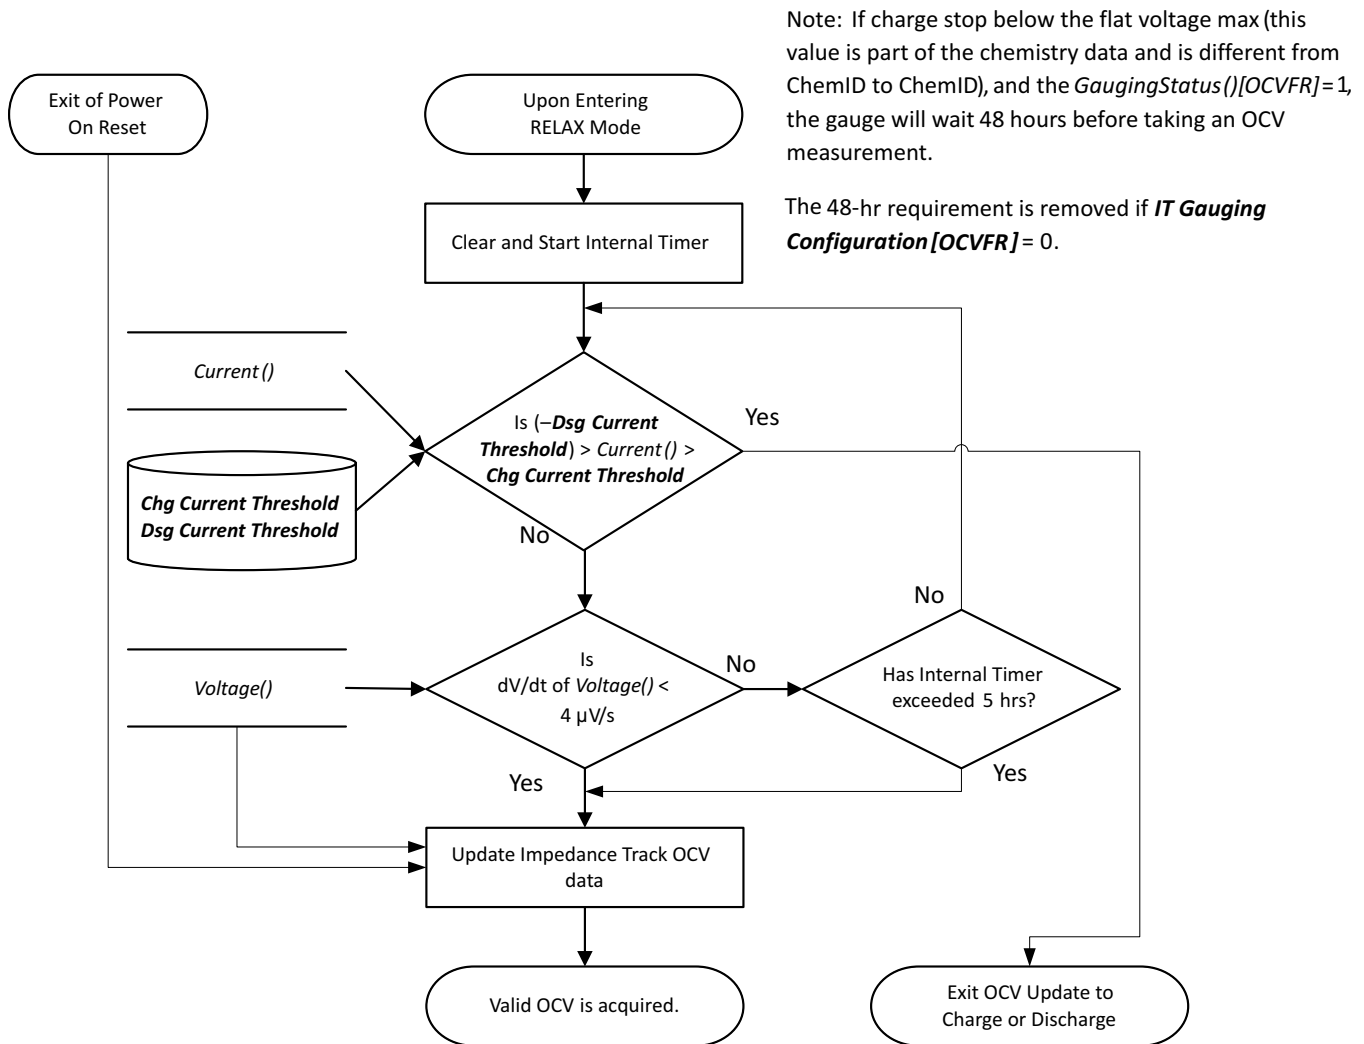 Note: If charge stop below the flat voltage max (this
value is part of the chemistry data and is different from
ChemID to ChemID), and the GaugingStatus()[OCVFR] = 1,
the gauge will wait 48 hours before taking an OCV
measurement.
The 48-hr requirement is removed if IT Gauging
Configuration [OCVFR] = 0.
Exit of Power
On Reset
Upon Entering
RELAX Mode
Clear and Start Internal Timer
Current ()
Chg Current Threshold
Dsg Current Threshold
Is (–Dsg Current
Threshold) > Current() >
Chg Current Threshold
Yes
No
Voltage()
Is
dV/dt of Voltage() <
4 µV/s
No
Yes
Has Internal Timer
exceeded 5 hrs?
No
Yes
Update Impedance Track OCV
data
Valid OCV is acquired.
Exit OCV Update to
Charge or Discharge